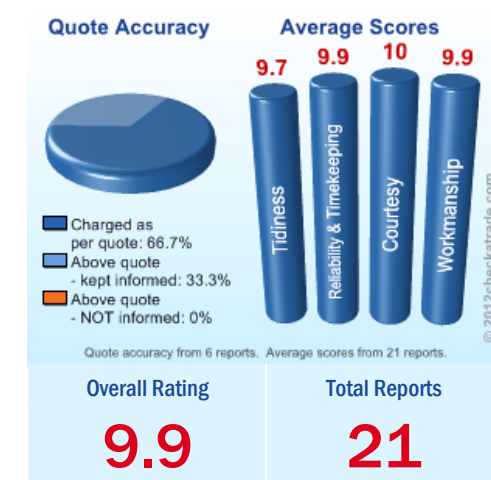 Quote Accuracy
Average Scores
9.7
9.9
10
9.9
Tidiness
Reliability & Timekeeping
Courtesy
Workmanship
Charged as
per quote: 66.7%
Above quote
- kept informed: 33.3%
Above quote
- NOT informed: 0%
© 2012checkatrade.com
Quote accuracy from 6 reports. Average scores from 21 reports.
Overall Rating
Total Reports
9.9
21